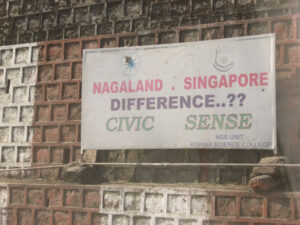 NAGALAND . SINGAPORE
DIFFERENCE..??
CIVIC SENSE
NSS UNIT
KOHIMA SCIENCE COLLEGE